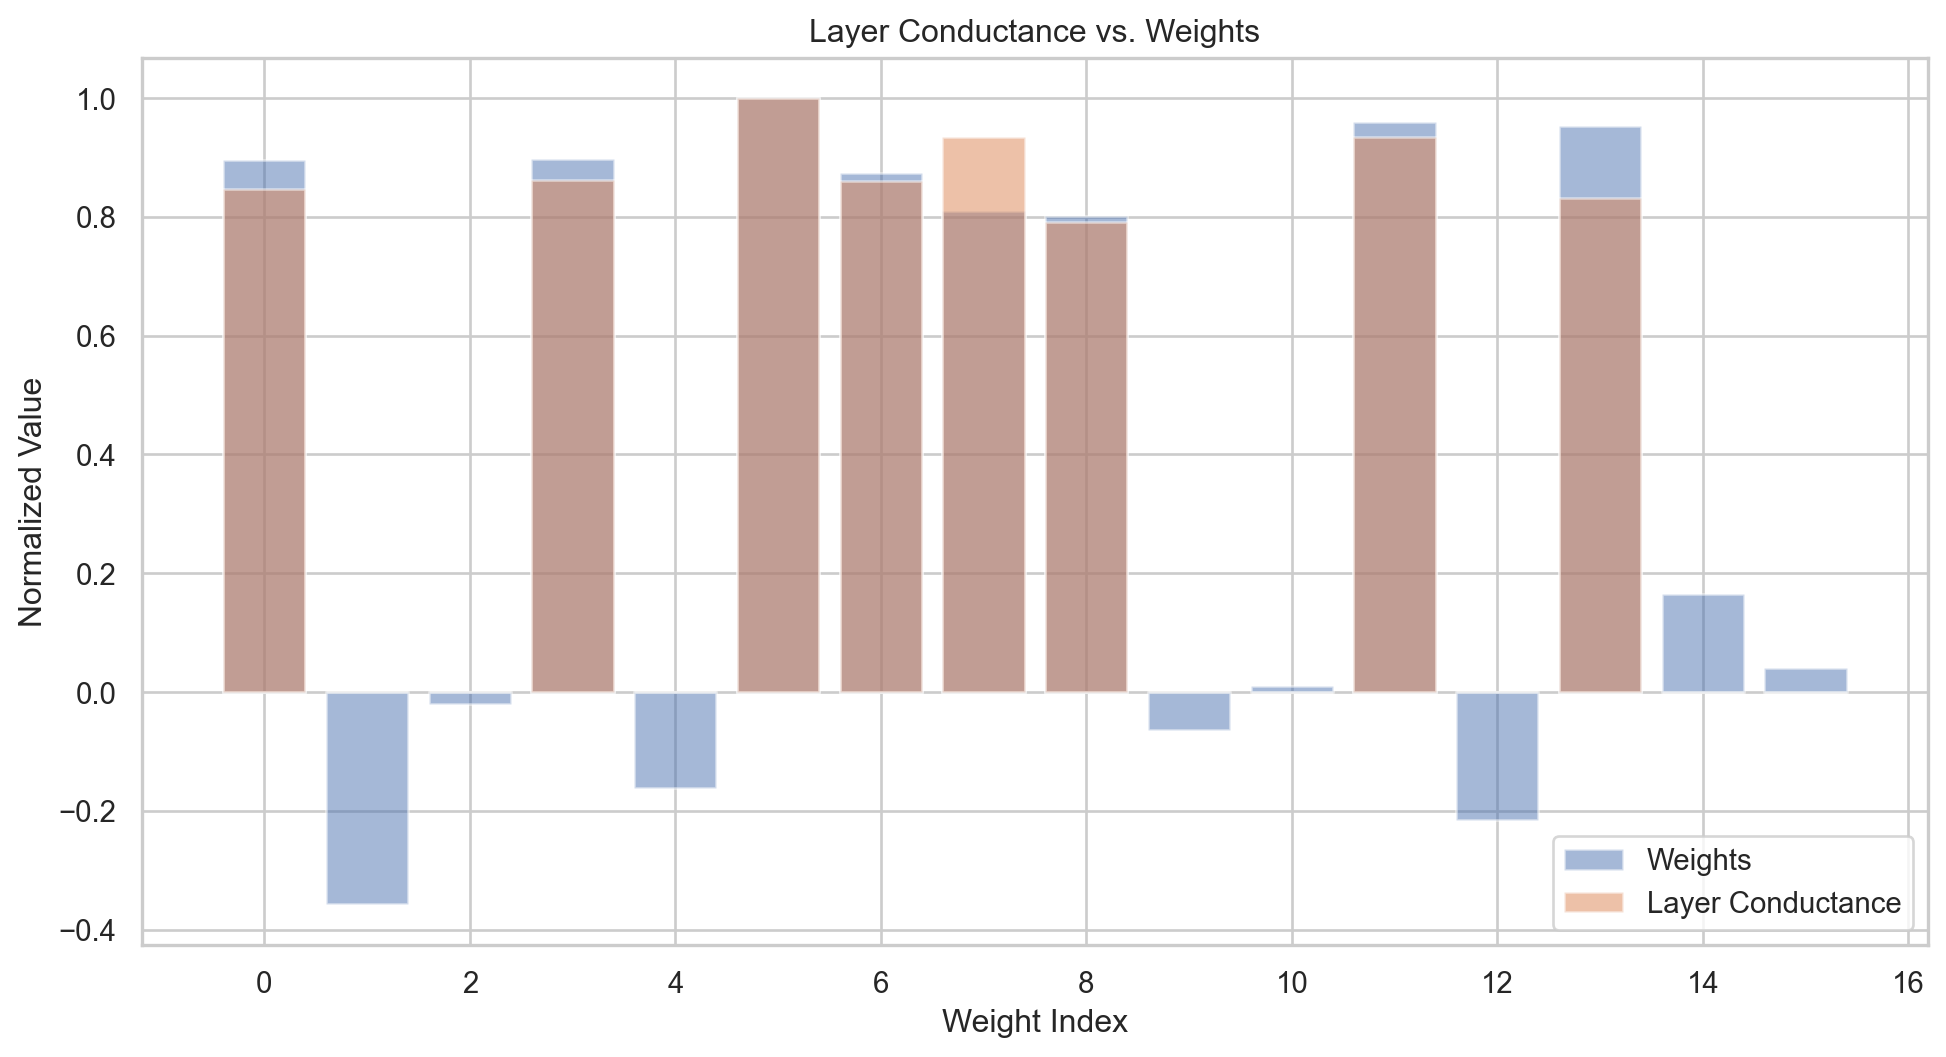 Layer Conductance vs. Weights
Normalized Value
1.0
0.8
0.6
0.4
0.2
0.0
−0.2
−0.4
Weights
Layer Conductance
0 2 4 6 8 10 12 14 16
Weight Index